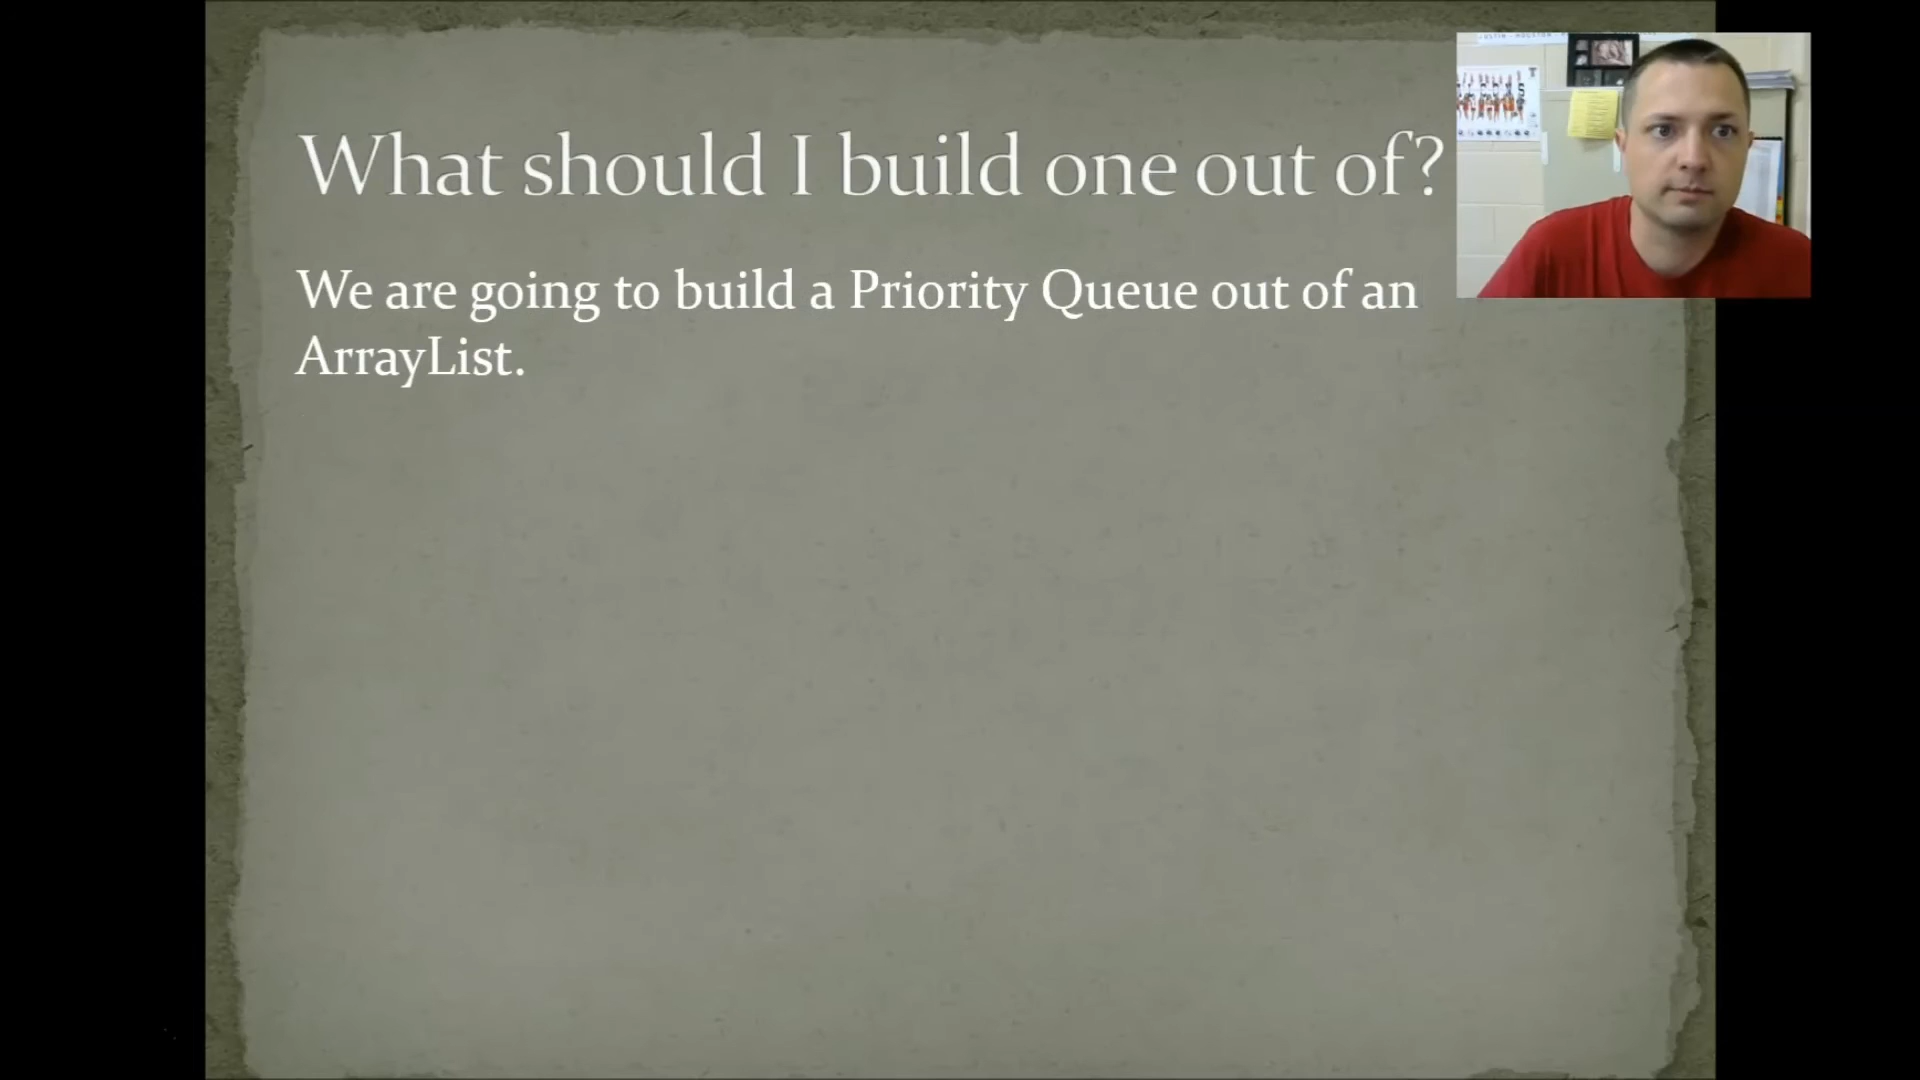 What should I build one out of?
We are going to build a Priority Queue out of an
ArrayList.